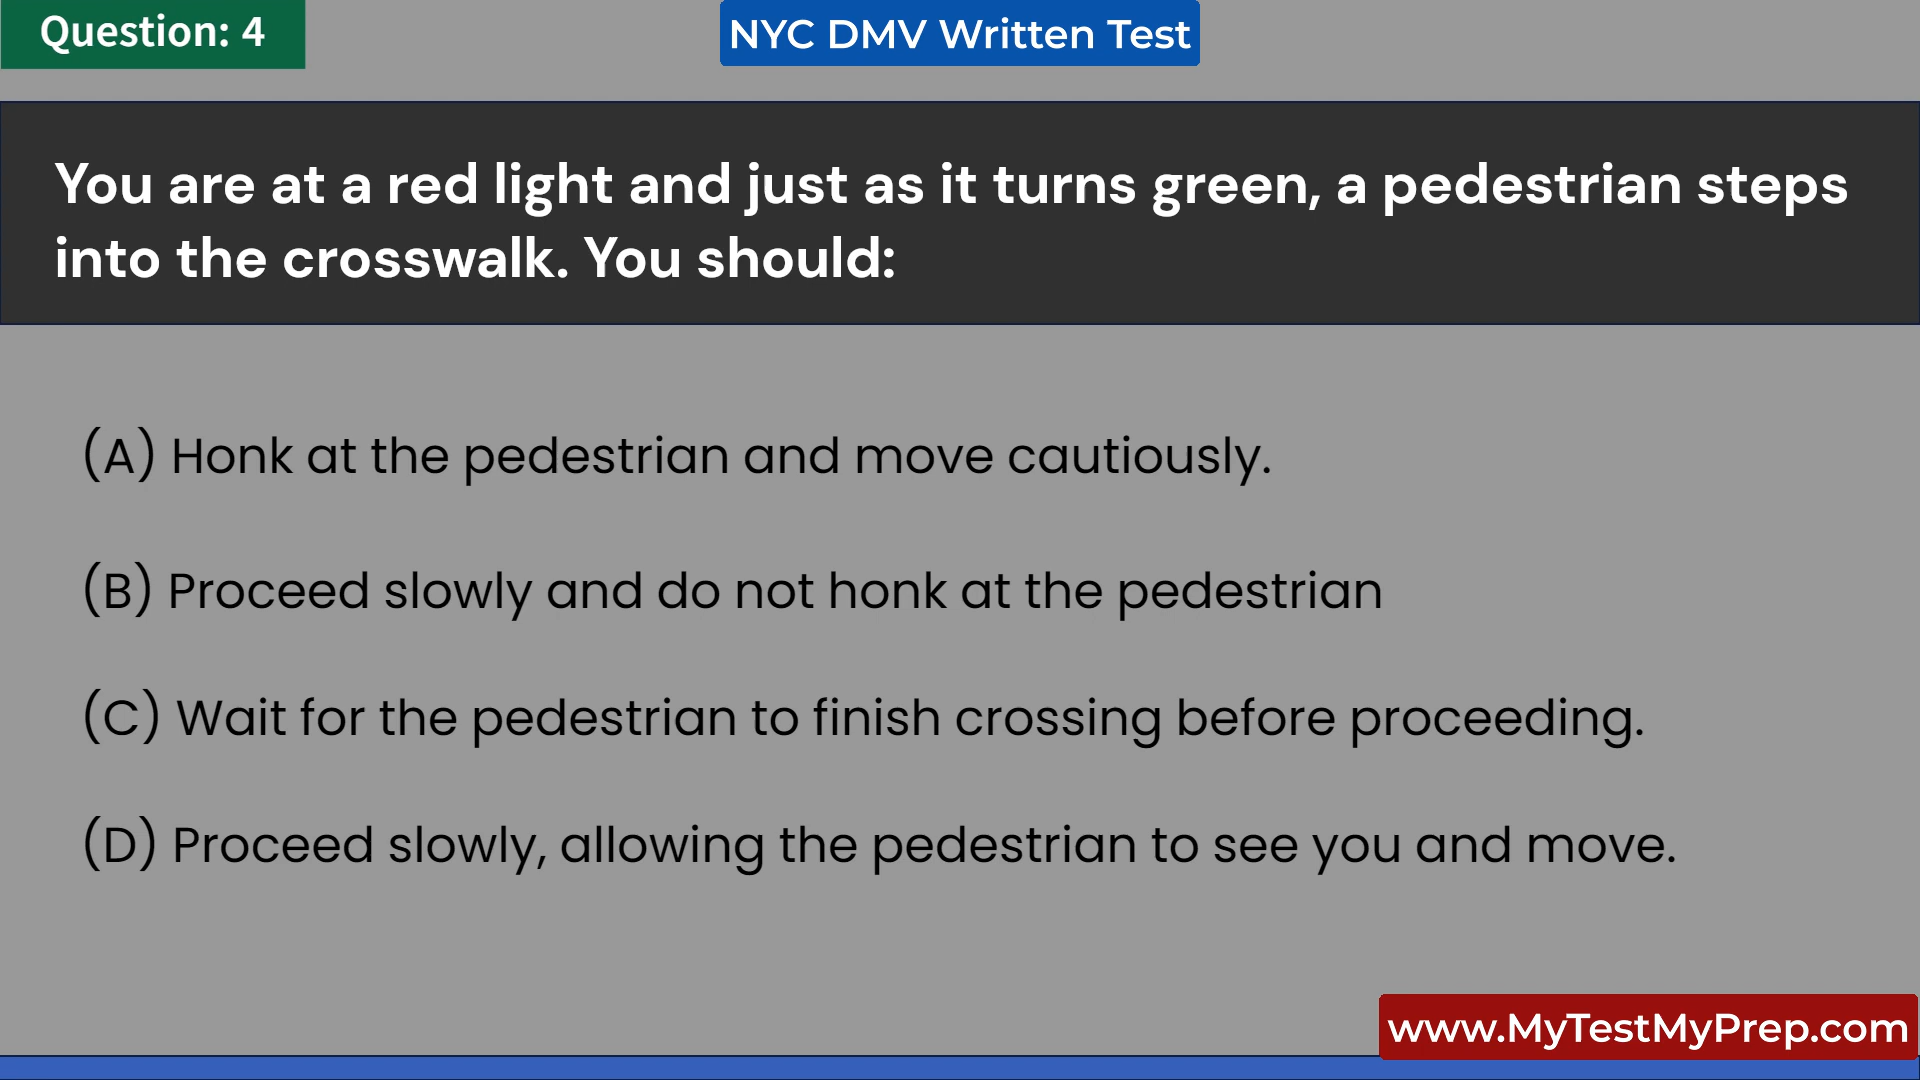 Question: 4
NYC DMV Written Test
You are at a red light and just as it turns green, a pedestrian steps
into the crosswalk. You should:
(A) Honk at the pedestrian and move cautiously.
(B) Proceed slowly and do not honk at the pedestrian
(C) Wait for the pedestrian to finish crossing before proceeding.
(D) Proceed slowly, allowing the pedestrian to see you and move.
www.MyTestMyPrep.com